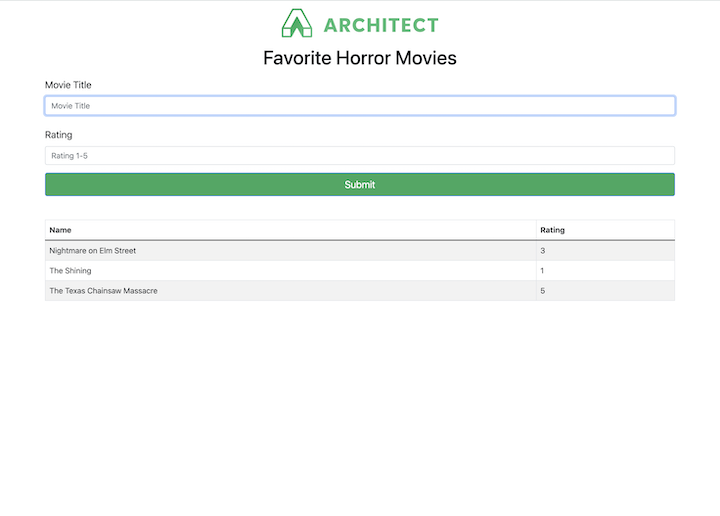 ARCHITECT
Favorite Horror Movies
Movie Title
Movie Title
Rating
Rating 1-5
Submit
Name Rating
Nightmare on Elm Street 3
The Shining 1
The Texas Chainsaw Massacre 5